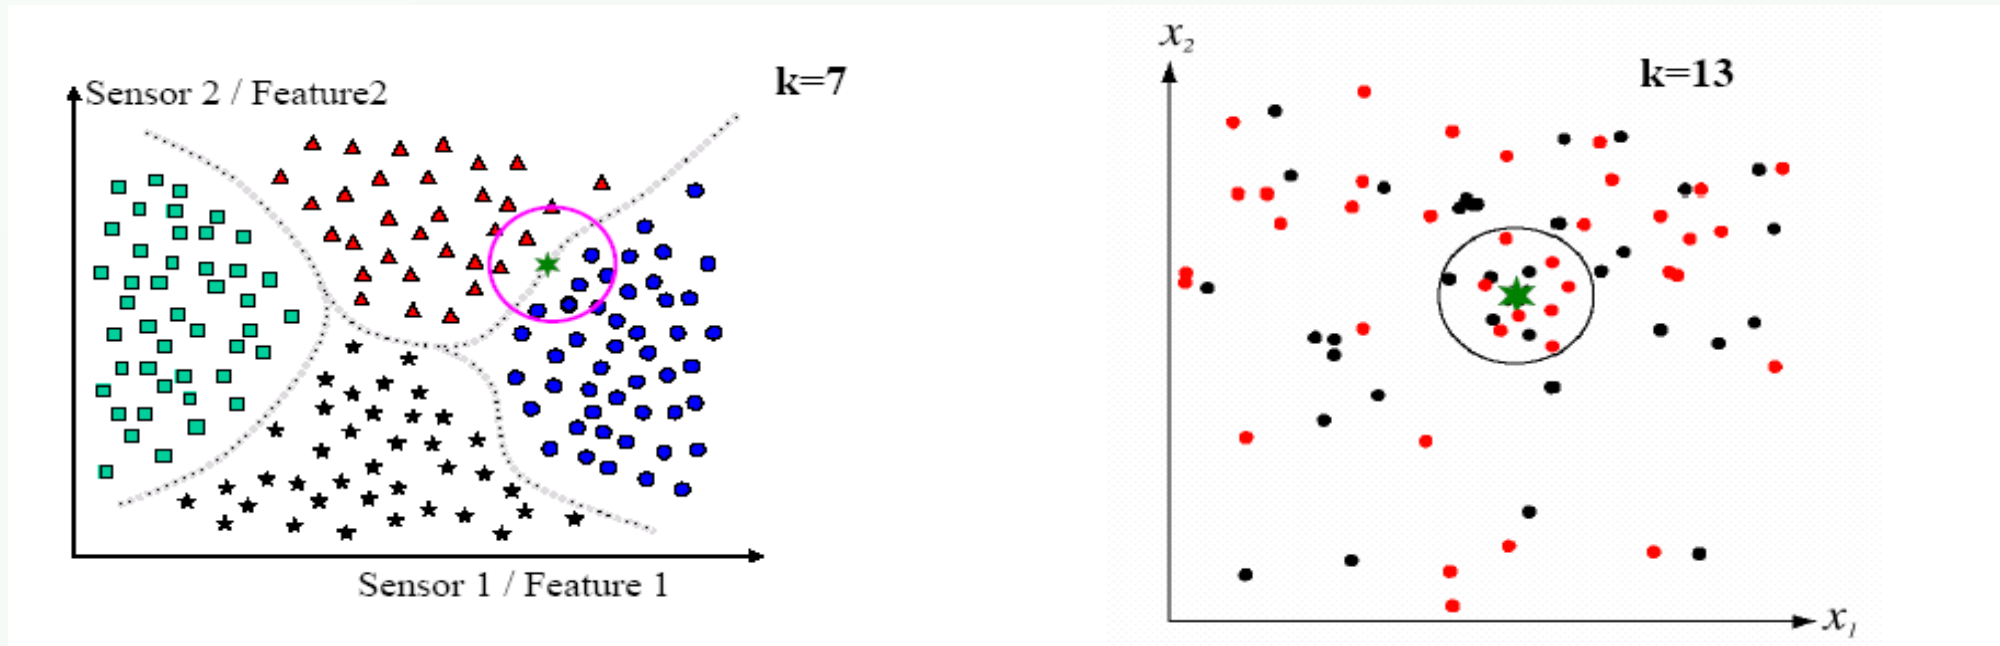 Sensor 2 / Feature2
k=7
Sensor 1 / Feature 1
x₂
k=13
x₁